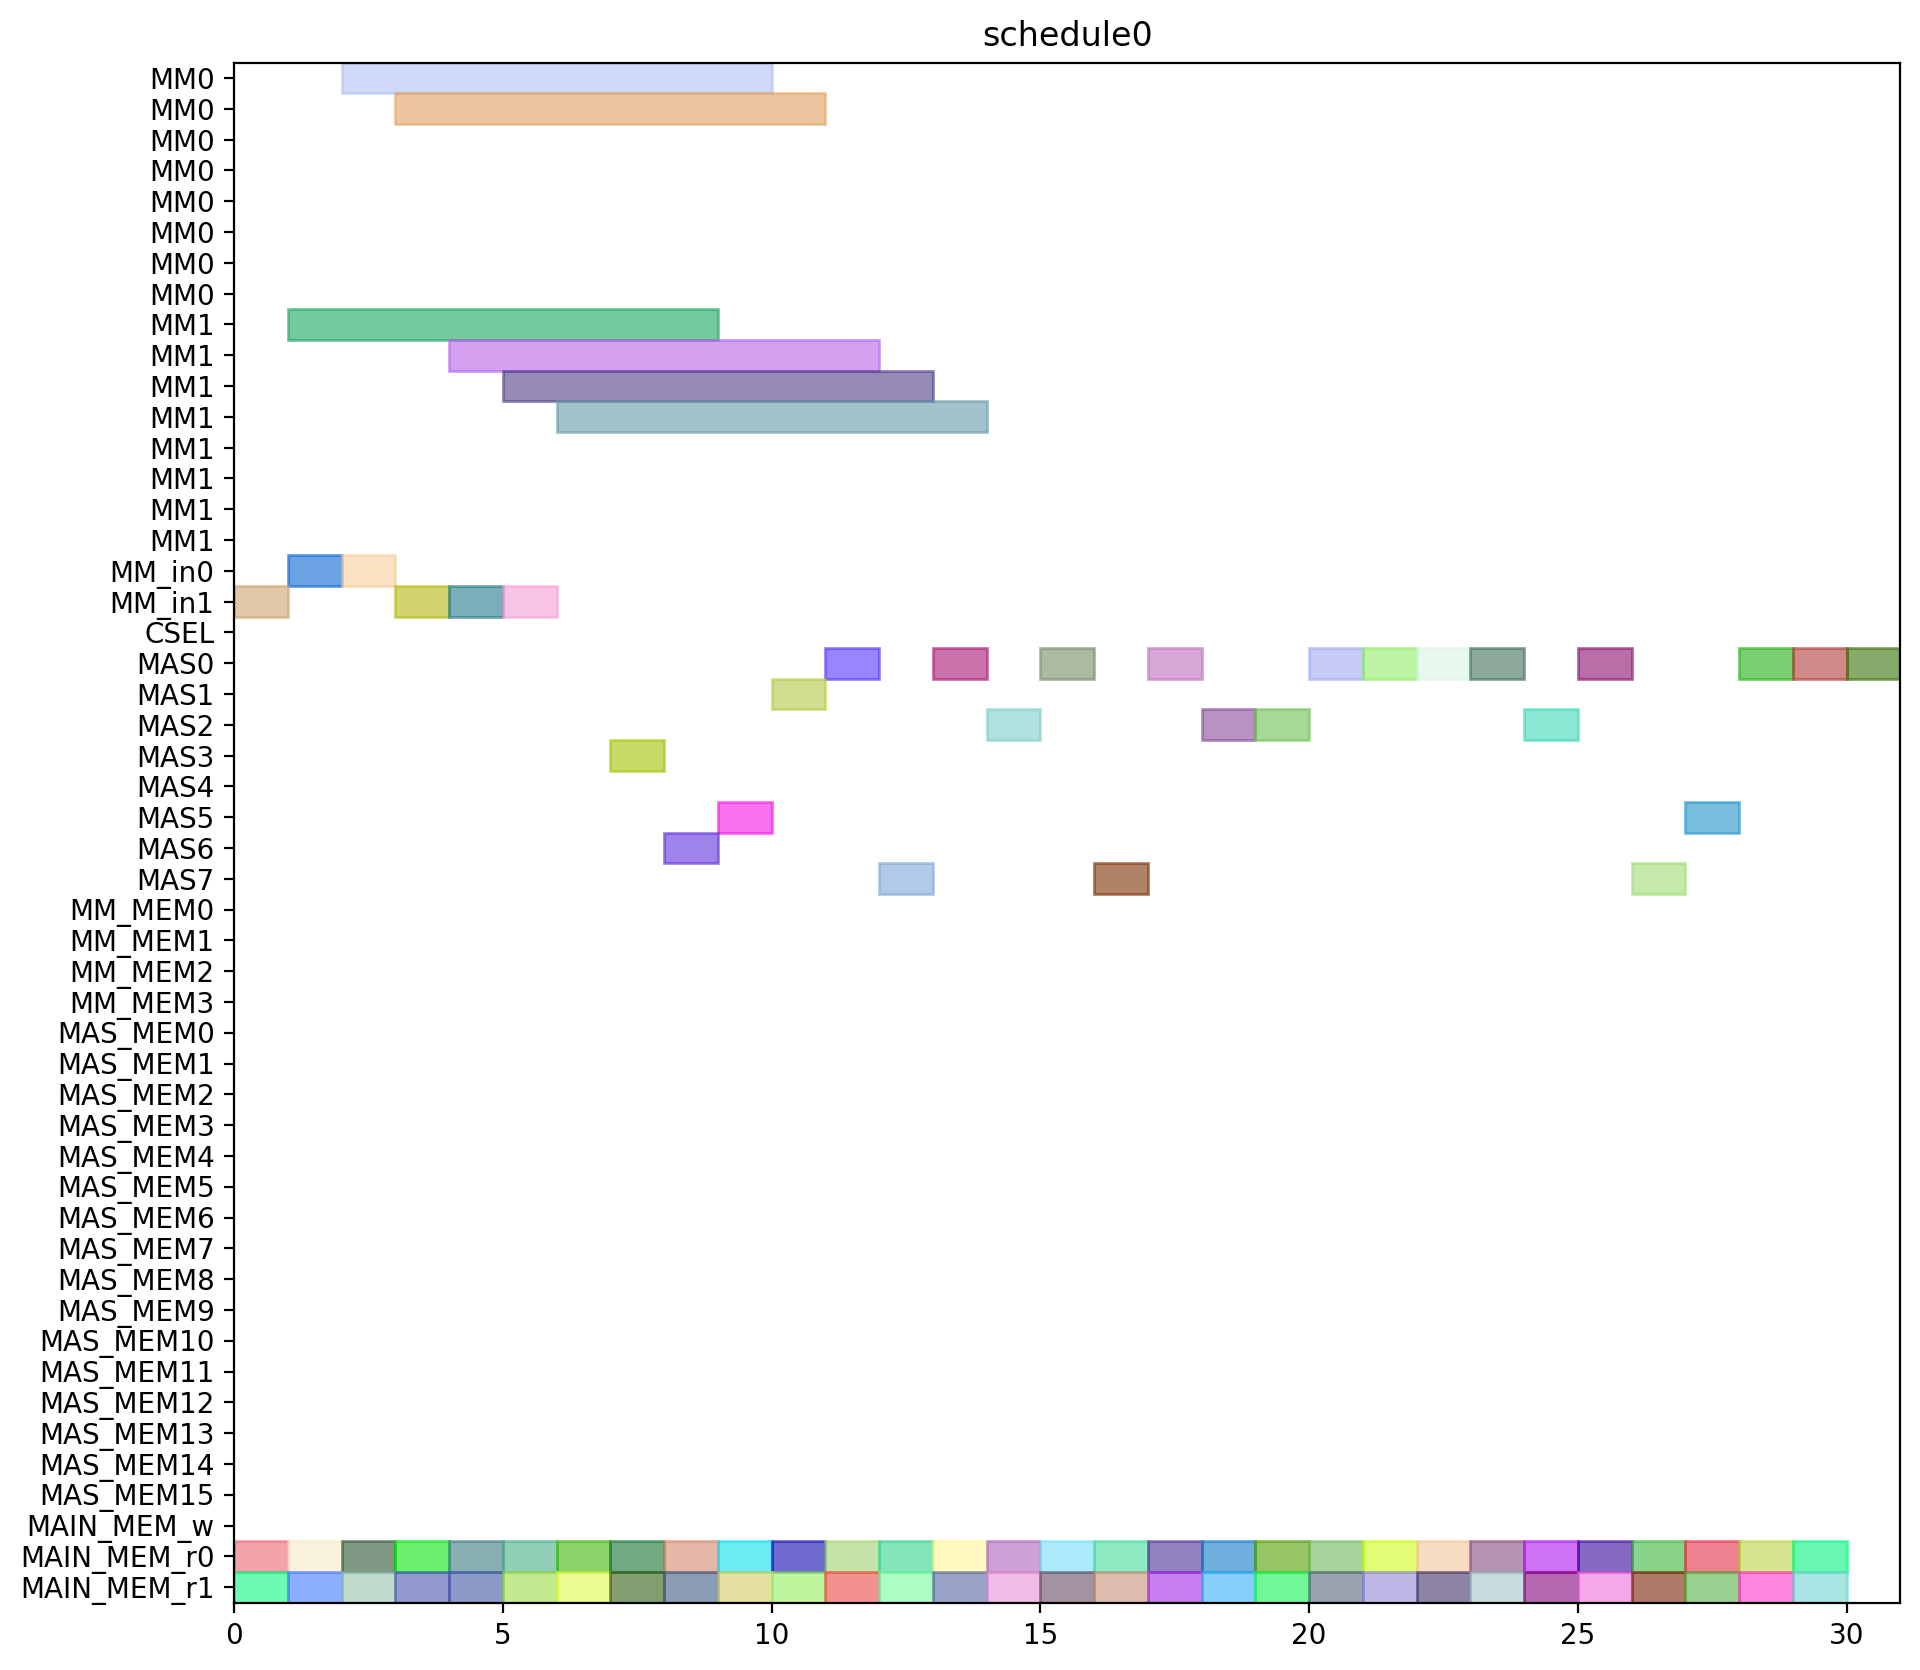 schedule0
MM0
MM0
MM0
MM0
MM0
MM0
MM0
MM0
MM1
MM1
MM1
MM1
MM1
MM1
MM1
MM1
MM_in0
MM_in1
CSEL
MAS0
MAS1
MAS2
MAS3
MAS4
MAS5
MAS6
MAS7
MM_MEM0
MM_MEM1
MM_MEM2
MM_MEM3
MAS_MEM0
MAS_MEM1
MAS_MEM2
MAS_MEM3
MAS_MEM4
MAS_MEM5
MAS_MEM6
MAS_MEM7
MAS_MEM8
MAS_MEM9
MAS_MEM10
MAS_MEM11
MAS_MEM12
MAS_MEM13
MAS_MEM14
MAS_MEM15
MAIN_MEM_w
MAIN_MEM_r0
MAIN_MEM_r1
0 5 10 15 20 25 30